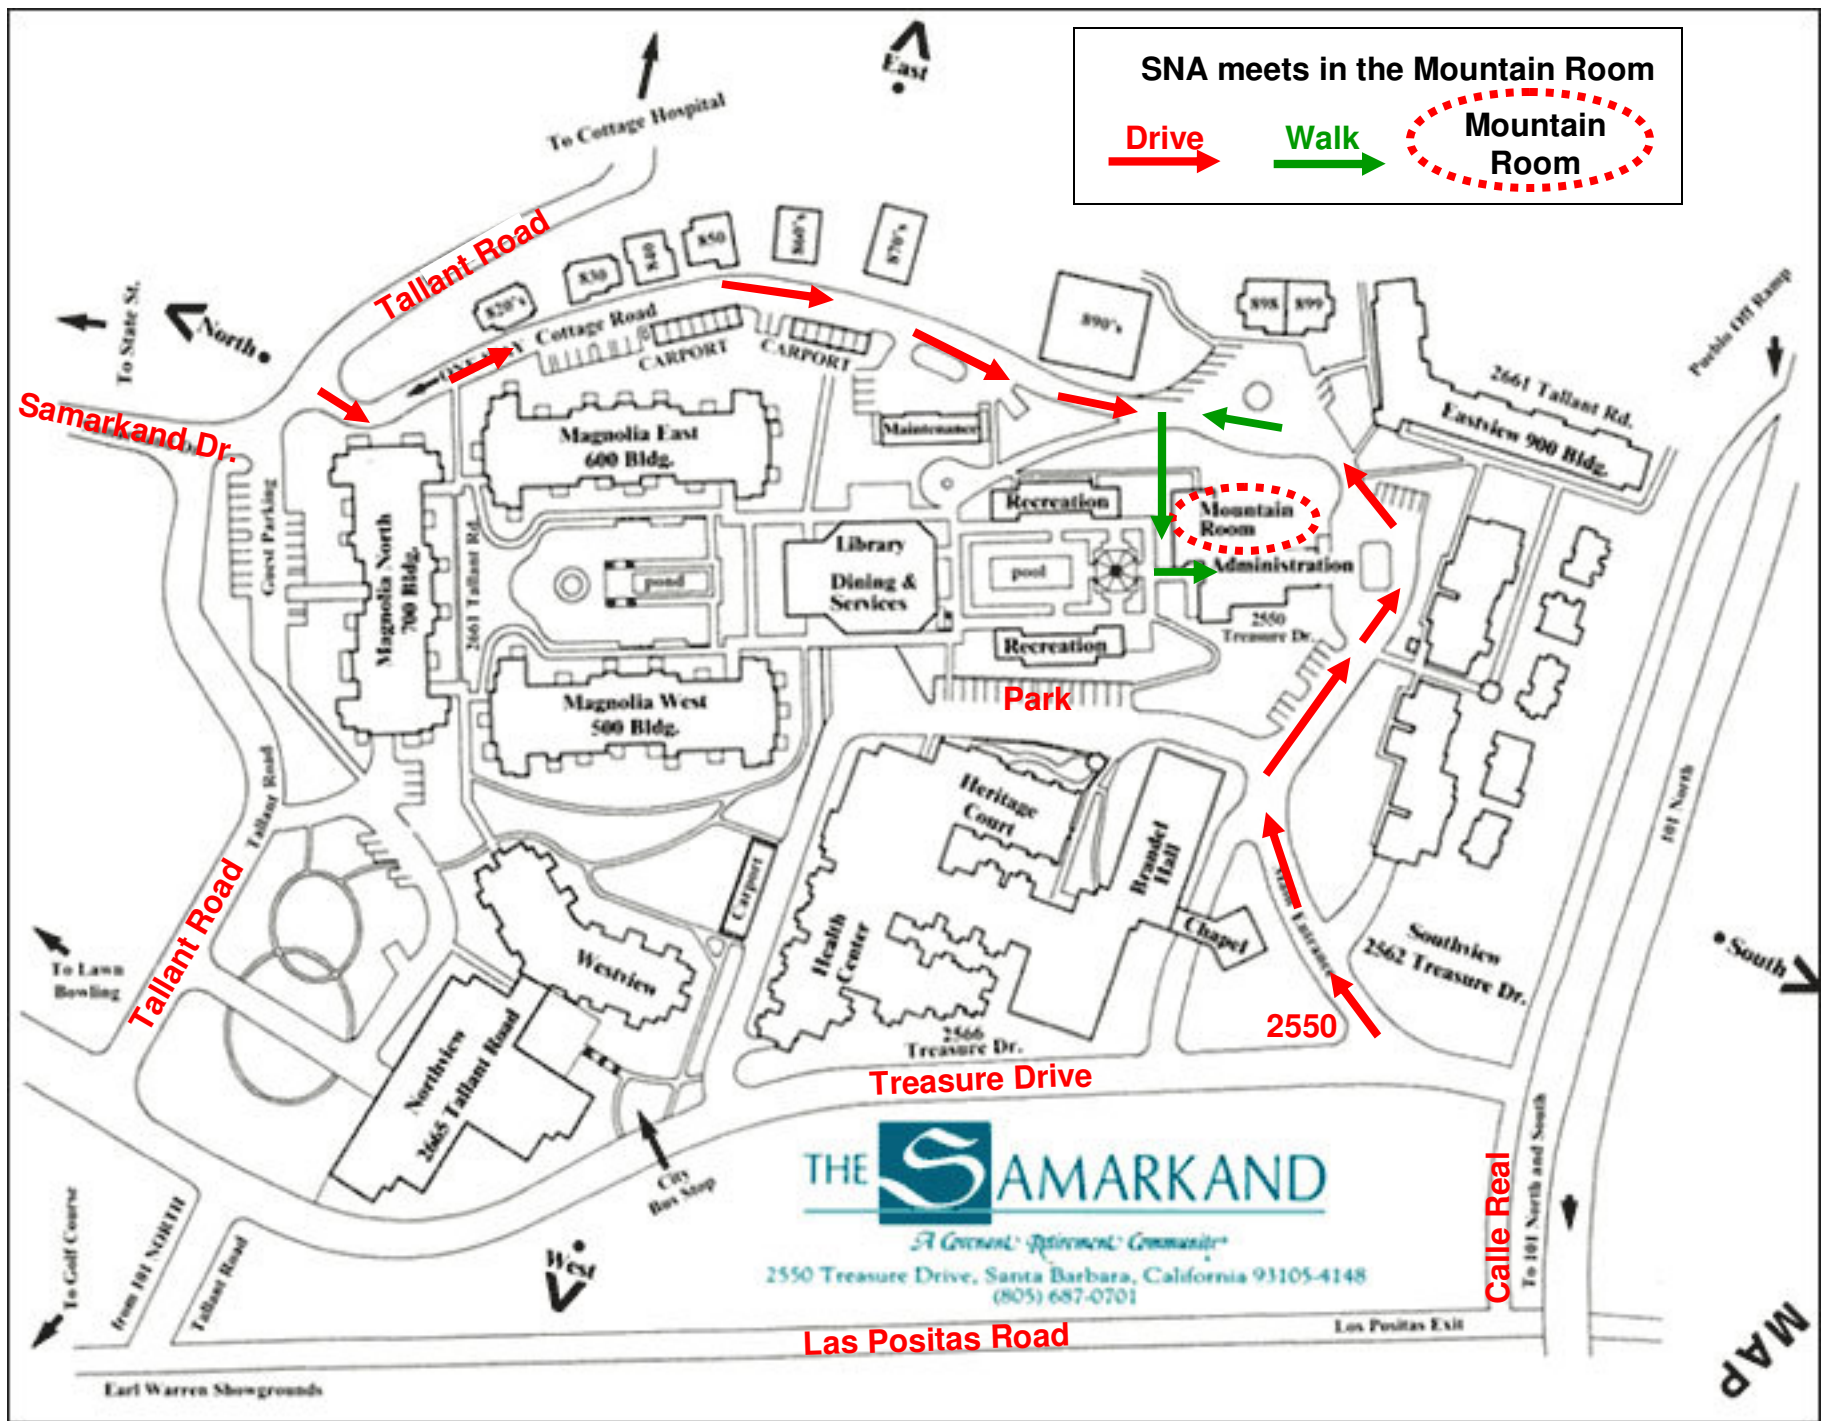 SNA meets in the Mountain Room
Drive
Walk
Mountain
Room
East
To Cottage Hospital
Tallant Road
To State St.
North
Samarkand Dr.
820's
830
840
850
860's
870's
890's
898
899
Cottage Road
CARPORT
CARPORT
Pueblo Off Ramp
2661 Tallant Rd.
Eastview 900 Bldg.
Magnolia East
600 Bldg.
Maintenance
Guest Parking
Magnolia North
700 Bldg.
2661 Tallant Rd.
Recreation
Mountain
Room
Library
Dining &
Services
pond
pool
Administration
2550
Treasure Dr.
Recreation
Park
Magnolia West
500 Bldg.
Tallant Road
Heritage
Court
Brandel
Hall
101 North
Carport
Health
Center
Chapel
Main Entrance
Southview
2562 Treasure Dr.
South
To Lawn
Bowling
Tallant Road
Westview
Northview
2665 Tallant Road
2566
Treasure Dr.
2550
Treasure Drive
City
Bus Stop
THE SAMARKAND
A Covenant Retirement Community
2550 Treasure Drive, Santa Barbara, California 93105-4148
(805) 687-0701
Calle Real
To 101 North and South
To Golf Course
from 101 NORTH
Tallant Road
West
Las Positas Road
Los Positas Exit
MAP
Earl Warren Showgrounds